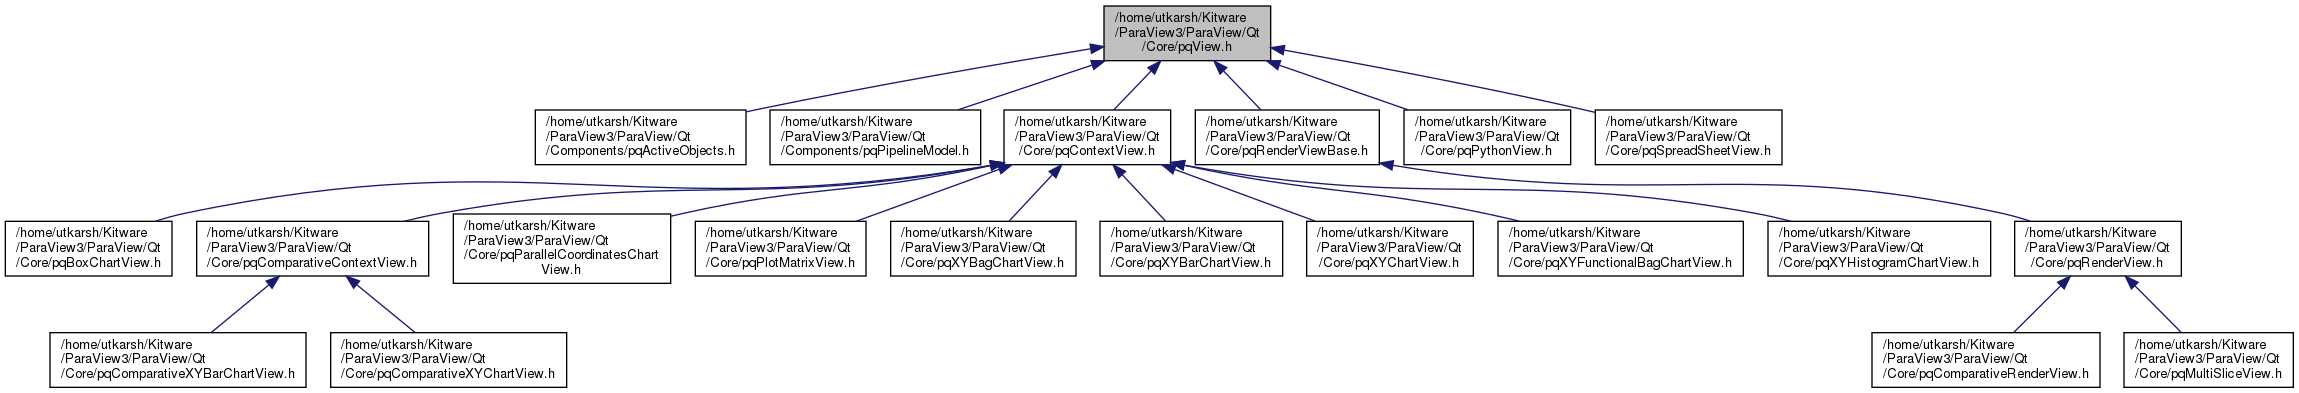 /home/utkarsh/Kitware
/ParaView3/ParaView/Qt
/Core/pqView.h
/home/utkarsh/Kitware
/ParaView3/ParaView/Qt
/Components/pqActiveObjects.h
/home/utkarsh/Kitware
/ParaView3/ParaView/Qt
/Components/pqPipelineModel.h
/home/utkarsh/Kitware
/ParaView3/ParaView/Qt
/Core/pqContextView.h
/home/utkarsh/Kitware
/ParaView3/ParaView/Qt
/Core/pqRenderViewBase.h
/home/utkarsh/Kitware
/ParaView3/ParaView/Qt
/Core/pqPythonView.h
/home/utkarsh/Kitware
/ParaView3/ParaView/Qt
/Core/pqSpreadSheetView.h
/home/utkarsh/Kitware
/ParaView3/ParaView/Qt
/Core/pqBoxChartView.h
/home/utkarsh/Kitware
/ParaView3/ParaView/Qt
/Core/pqComparativeContextView.h
/home/utkarsh/Kitware
/ParaView3/ParaView/Qt
/Core/pqParallelCoordinatesChart
View.h
/home/utkarsh/Kitware
/ParaView3/ParaView/Qt
/Core/pqPlotMatrixView.h
/home/utkarsh/Kitware
/ParaView3/ParaView/Qt
/Core/pqXYBagChartView.h
/home/utkarsh/Kitware
/ParaView3/ParaView/Qt
/Core/pqXYBarChartView.h
/home/utkarsh/Kitware
/ParaView3/ParaView/Qt
/Core/pqXYChartView.h
/home/utkarsh/Kitware
/ParaView3/ParaView/Qt
/Core/pqXYFunctionalBagChartView.h
/home/utkarsh/Kitware
/ParaView3/ParaView/Qt
/Core/pqXYHistogramChartView.h
/home/utkarsh/Kitware
/ParaView3/ParaView/Qt
/Core/pqRenderView.h
/home/utkarsh/Kitware
/ParaView3/ParaView/Qt
/Core/pqComparativeXYBarChartView.h
/home/utkarsh/Kitware
/ParaView3/ParaView/Qt
/Core/pqComparativeXYChartView.h
/home/utkarsh/Kitware
/ParaView3/ParaView/Qt
/Core/pqComparativeRenderView.h
/home/utkarsh/Kitware
/ParaView3/ParaView/Qt
/Core/pqMultiSliceView.h